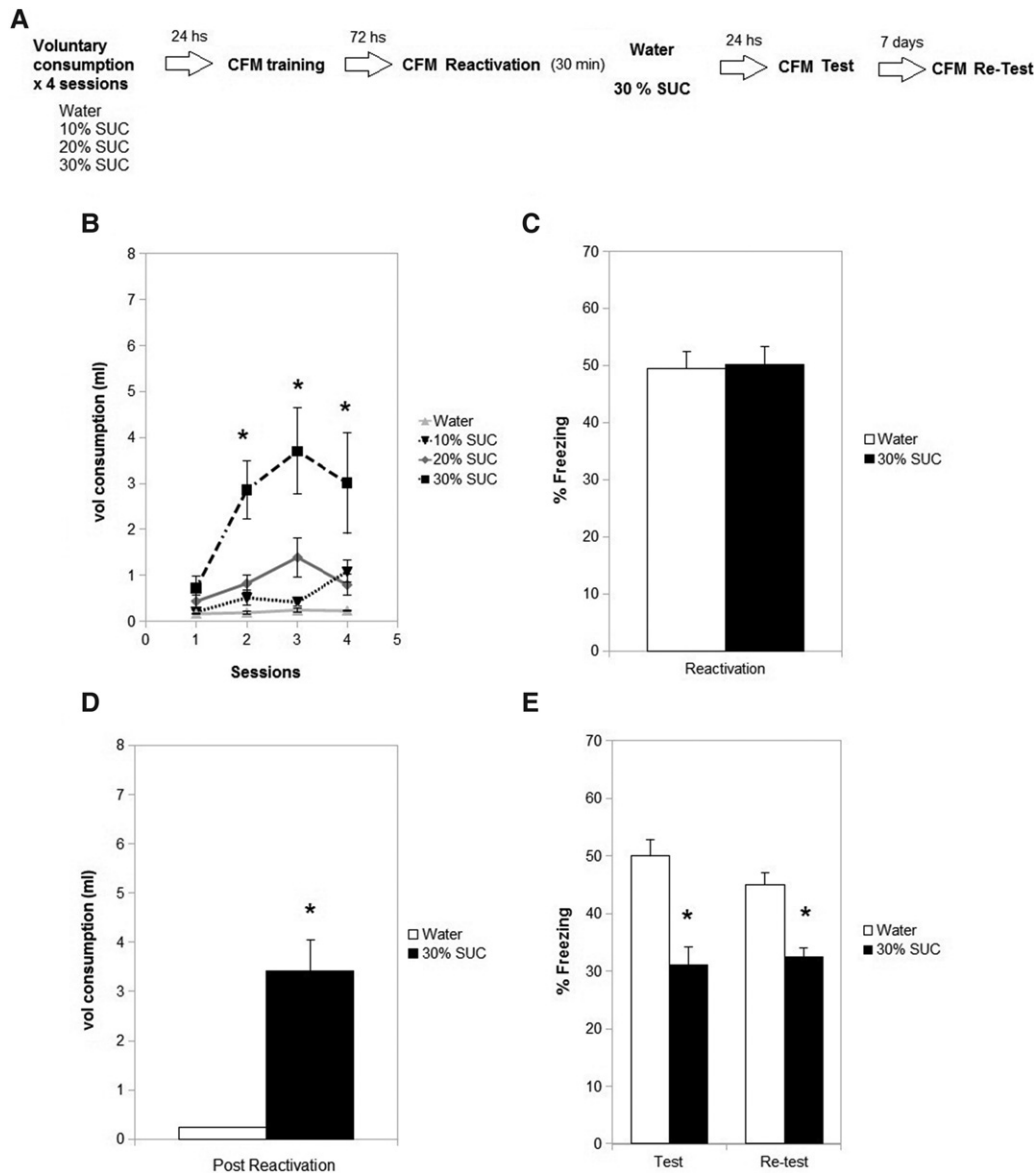 A
Voluntary consumption x 4 sessions
24 hs
CFM training
72 hs
CFM Reactivation (30 min)
Water
30 % SUC
24 hs
CFM Test
7 days
CFM Re-Test
Water
10% SUC
20% SUC
30% SUC
B
8
7
6
5
4
3
2
1
0
vol consumption (ml)
* * *
0 1 2 3 4 5
Sessions
Water
10% SUC
20% SUC
30% SUC
C
70
60
50
40
30
20
10
0
% Freezing
Reactivation
Water
30% SUC
D
8
7
6
5
4
3
2
1
0
vol consumption (ml)
*
Post Reactivation
Water
30% SUC
E
70
60
50
40
30
20
10
0
% Freezing
* *
Test Re-test
Water
30% SUC